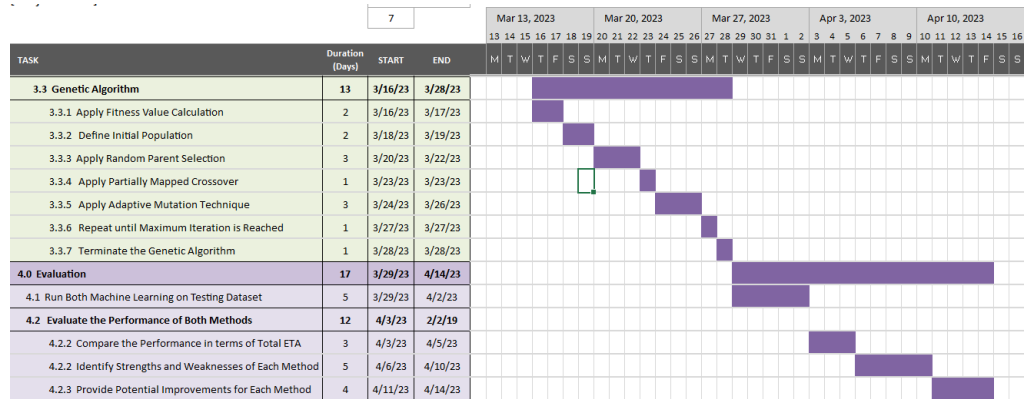 7
Mar 13, 2023 Mar 20, 2023 Mar 27, 2023 Apr 3, 2023 Apr 10, 2023
13 14 15 16 17 18 19 20 21 22 23 24 25 26 27 28 29 30 31 1 2 3 4 5 6 7 8 9 10 11 12 13 14 15 16
TASK Duration (Days) START END M T W T F S S M T W T F S S M T W T F S S M T W T F S S M T W T F S S
3.3 Genetic Algorithm 13 3/16/23 3/28/23
3.3.1 Apply Fitness Value Calculation 2 3/16/23 3/17/23
3.3.2 Define Initial Population 2 3/18/23 3/19/23
3.3.3 Apply Random Parent Selection 3 3/20/23 3/22/23
3.3.4 Apply Partially Mapped Crossover 1 3/23/23 3/23/23
3.3.5 Apply Adaptive Mutation Technique 3 3/24/23 3/26/23
3.3.6 Repeat until Maximum Iteration is Reached 1 3/27/23 3/27/23
3.3.7 Terminate the Genetic Algorithm 1 3/28/23 3/28/23
4.0 Evaluation 17 3/29/23 4/14/23
4.1 Run Both Machine Learning on Testing Dataset 5 3/29/23 4/2/23
4.2 Evaluate the Performance of Both Methods 12 4/3/23 2/2/19
4.2.2 Compare the Performance in terms of Total ETA 3 4/3/23 4/5/23
4.2.2 Identify Strengths and Weaknesses of Each Method 5 4/6/23 4/10/23
4.2.3 Provide Potential Improvements for Each Method 4 4/11/23 4/14/23